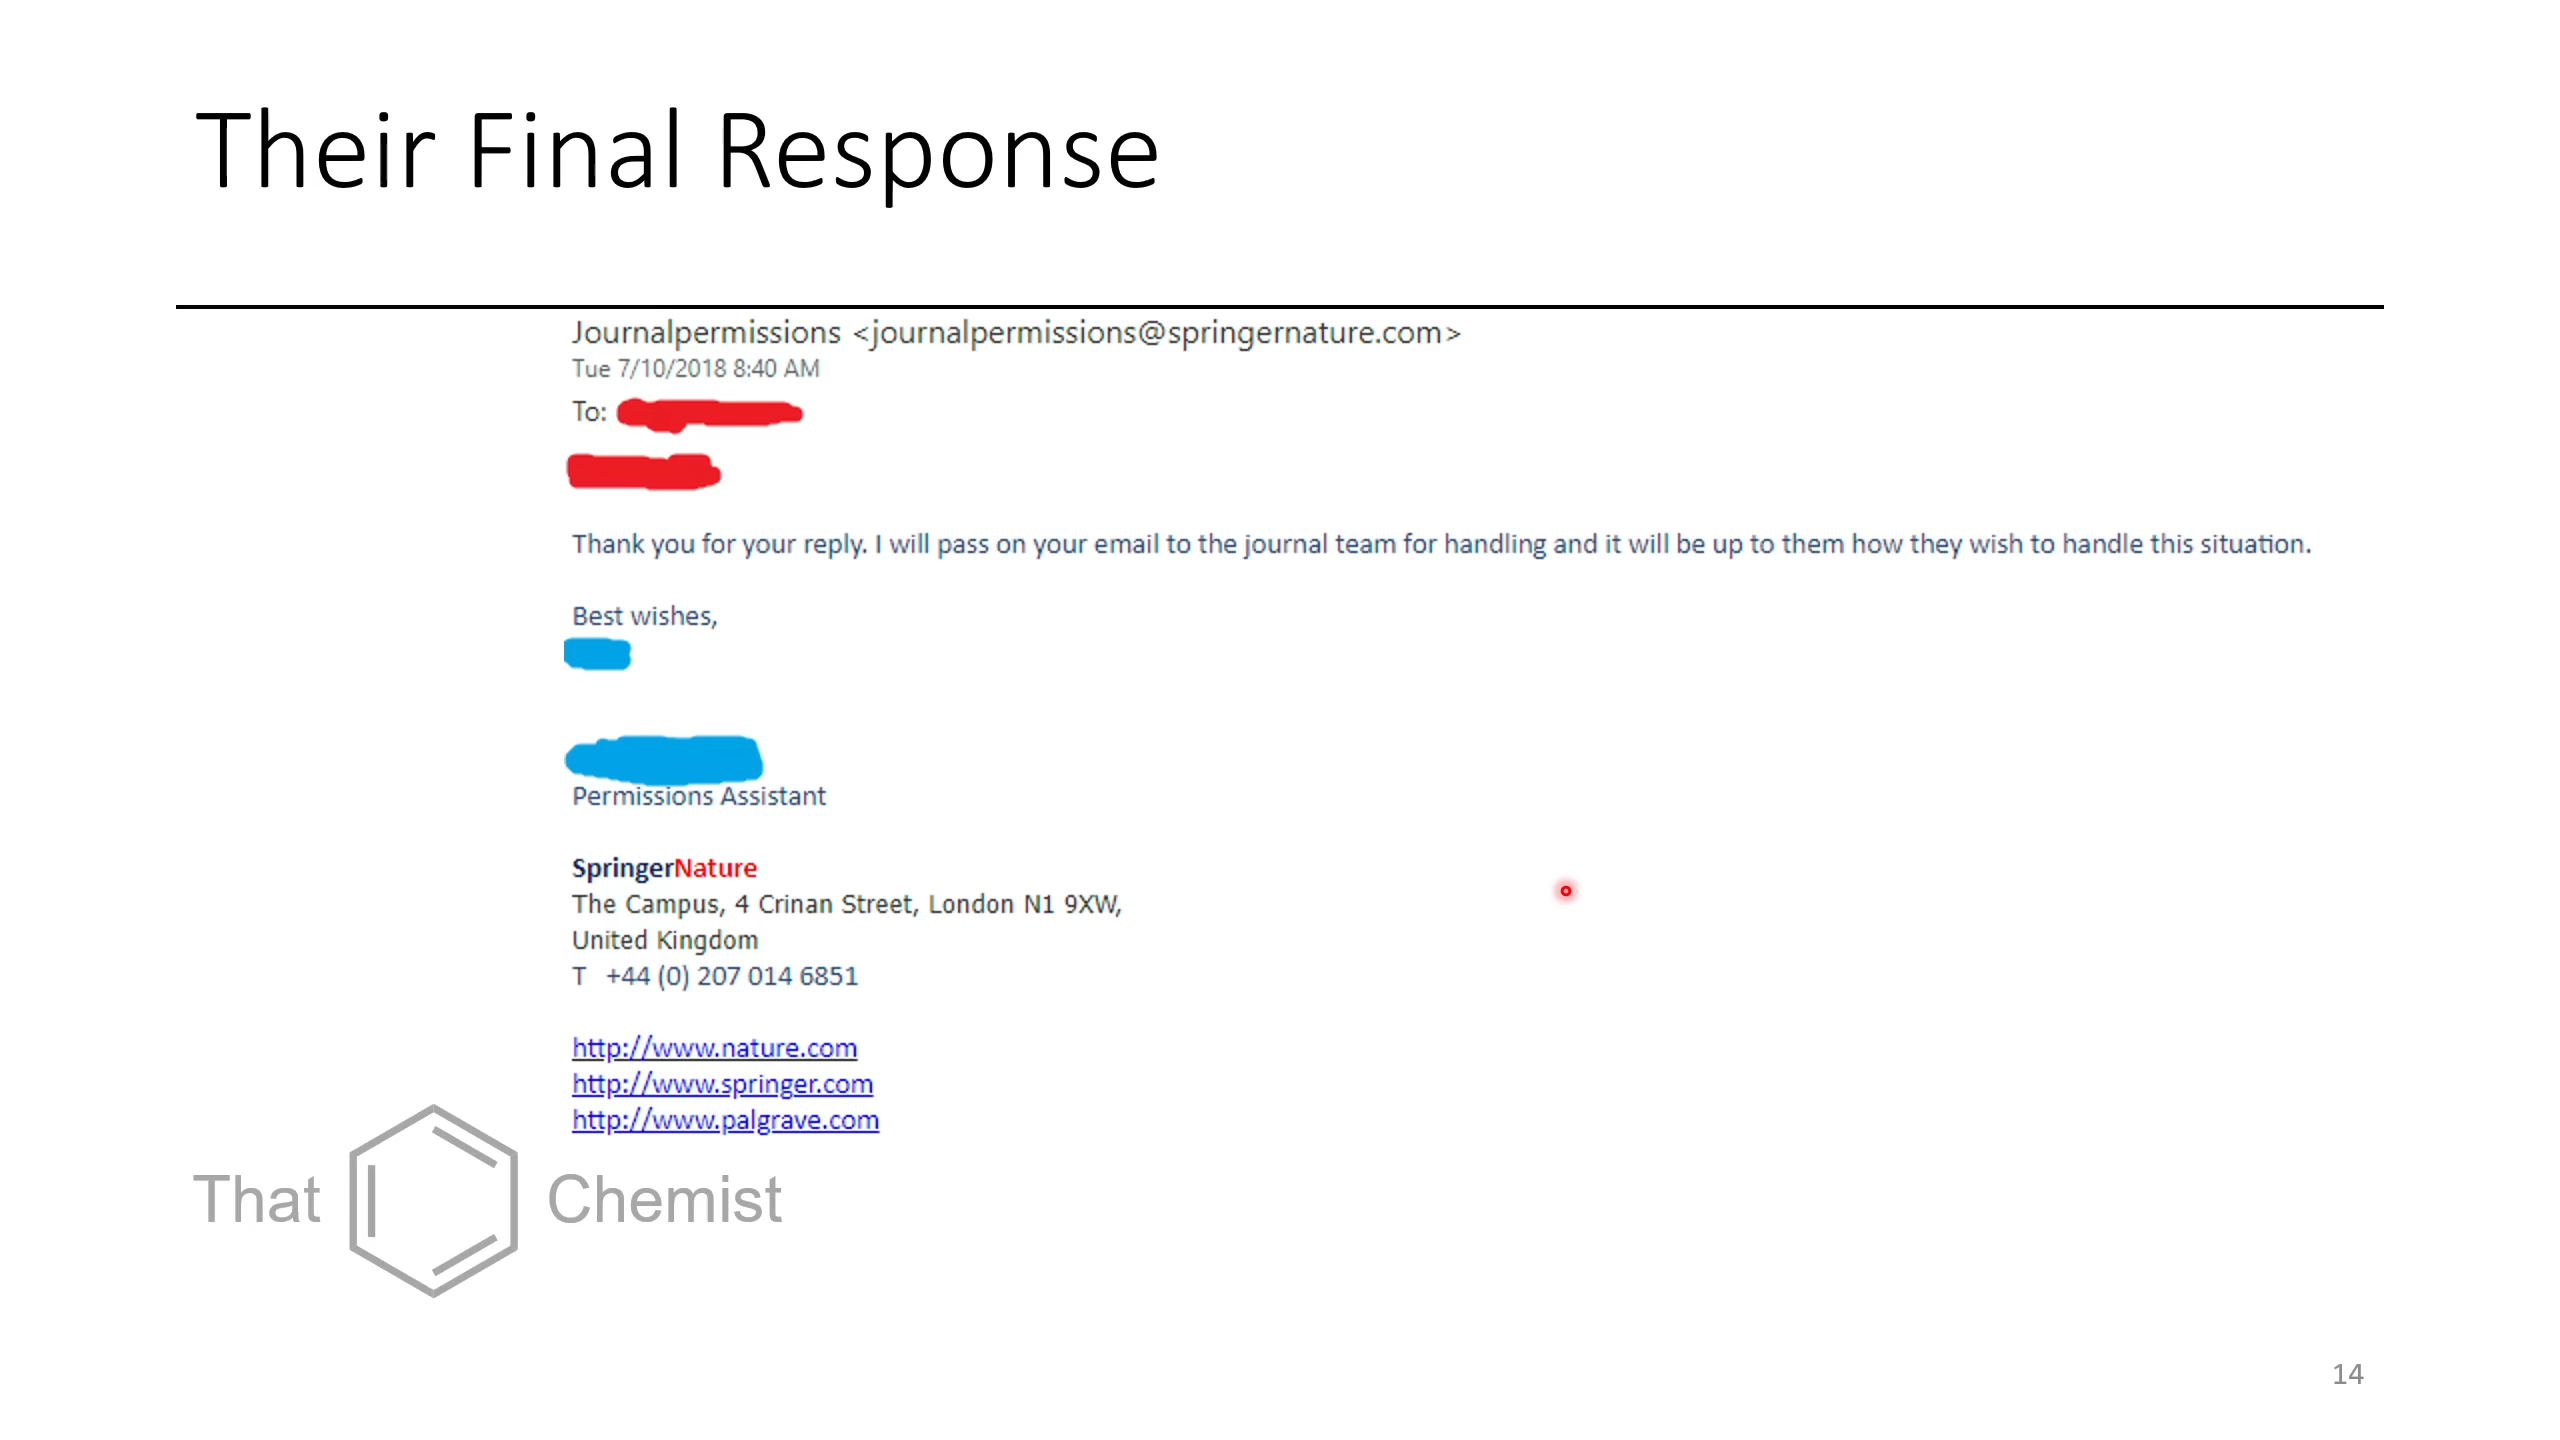 Their Final Response
Journalpermissions <journalpermissions@springernature.com>
Tue 7/10/2018 8:40 AM
To:
Thank you for your reply. I will pass on your email to the journal team for handling and it will be up to them how they wish to handle this situation.
Best wishes,
Permissions Assistant
SpringerNature
The Campus, 4 Crinan Street, London N1 9XW,
United Kingdom
T +44 (0) 207 014 6851
http://www.nature.com
http://www.springer.com
http://www.palgrave.com
That Chemist
14